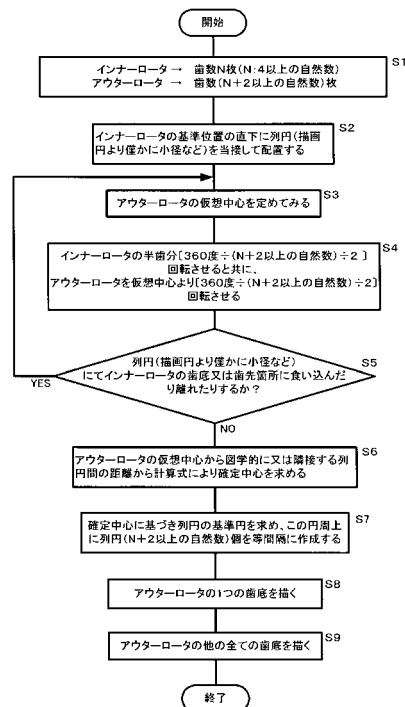 開始
S1
インナーロータ → 歯数N枚(N:4以上の自然数)
アウターロータ → 歯数(N+2以上の自然数)枚
S2
インナーロータの基準位置の直下に列円(描画
円より僅かに小径など)を当接して配置する
S3
アウターロータの仮想中心を定めてみる
S4
インナーロータの半歯分[360度÷(N+2以上の自然数)÷2]
回転させると共に、
アウターロータを仮想中心より[360度÷(N+2以上の自然数)÷2]
回転させる
S5
列円(描画円より僅かに小径など)
にてインナーロータの歯底又は歯先箇所に食い込んだ
り離れたりするか?
YES
NO
S6
アウターロータの仮想中心から図学的に又は隣接する列
円間の距離から計算式により確定中心を求める
S7
確定中心に基づき列円の基準円を求め、この円周上
に列円(N+2以上の自然数)個を等間隔に作成する
S8
アウターロータの1つの歯底を描く
S9
アウターロータの他の全ての歯底を描く
終了